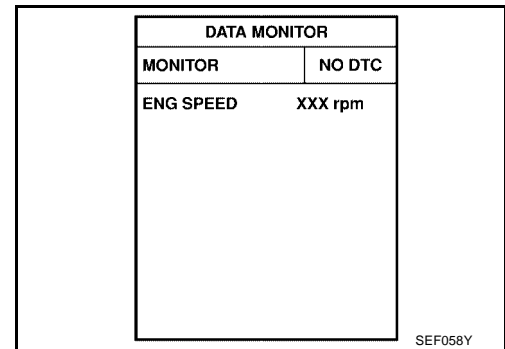 DATA MONITOR
MONITOR NO DTC
ENG SPEED XXX rpm
SEF058Y